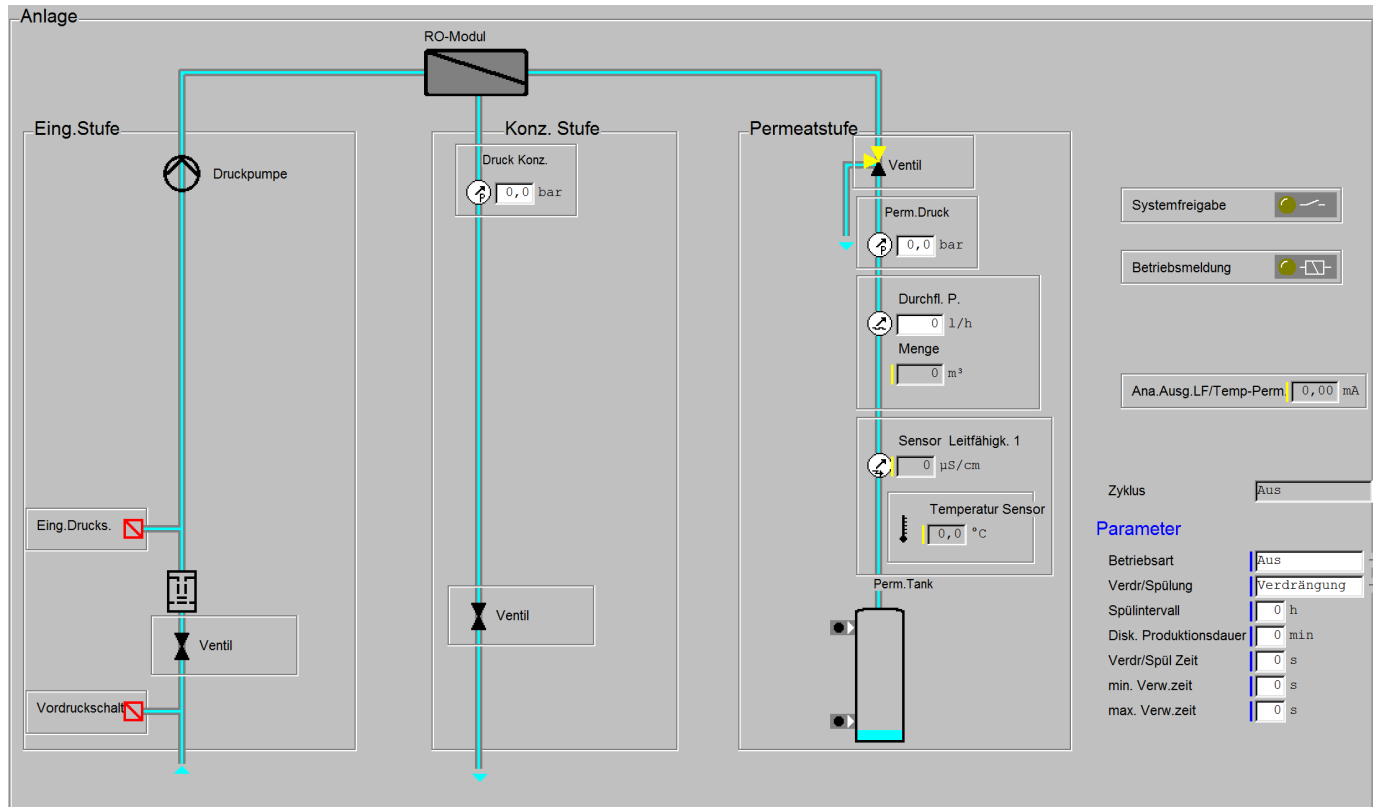 Anlage
RO-Modul
Eing.Stufe
Druckpumpe
Eing.Drucks.
Ventil
Vordruckschalt
Konz. Stufe
Druck Konz.
P 0,0 bar
Ventil
Permeatstufe
Ventil
Perm.Druck
P 0,0 bar
Durchfl. P.
0 l/h
Menge
0 m³
Sensor Leitfähigk. 1
0 µS/cm
Temperatur Sensor
0,0 °C
Perm.Tank
Systemfreigabe
Betriebsmeldung
Ana.Ausg.LF/Temp-Perm. 0,00 mA
Zyklus Aus
Parameter
Betriebsart Aus
Verdr/Spülung Verdrängung
Spülintervall 0 h
Disk. Produktionsdauer 0 min
Verdr/Spül Zeit 0 s
min. Verw.zeit 0 s
max. Verw.zeit 0 s